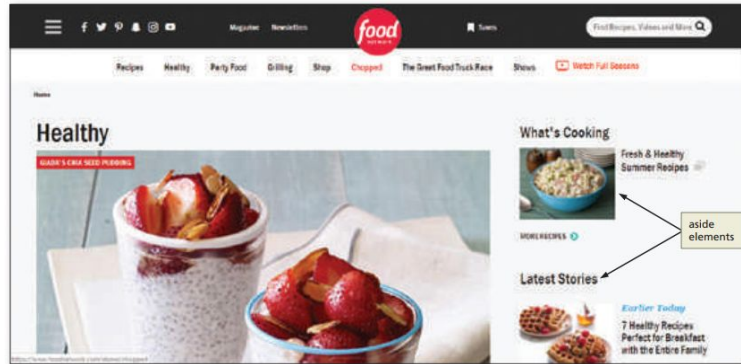 Magazine Newsletters
food
NETWORK
Saves
Find Recipes, Videos and More
Recipes Healthy Party Food Grilling Shop Chopped The Great Food Truck Race Shows Watch Full Seasons
Home
Healthy
GIADA'S CHIA SEED PUDDING
What's Cooking
Fresh & Healthy
Summer Recipes
MORE RECIPES
aside
elements
Latest Stories
Earlier Today
7 Healthy Recipes
Perfect for Breakfast
with the Entire Family